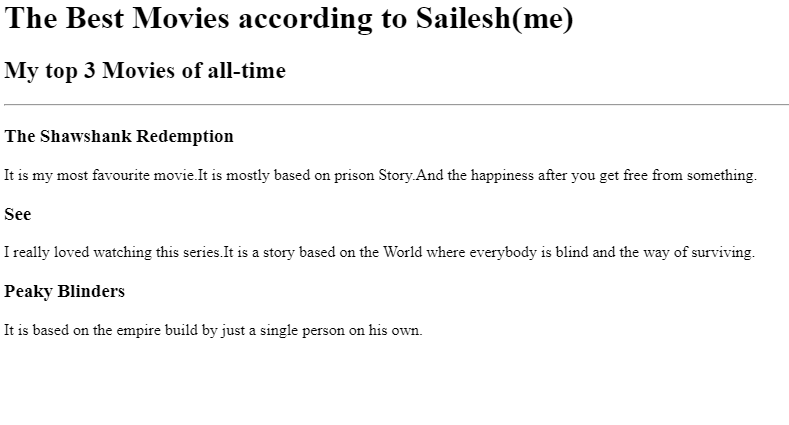 The Best Movies according to Sailesh(me)
My top 3 Movies of all-time
The Shawshank Redemption
It is my most favourite movie.It is mostly based on prison Story.And the happiness after you get free from something.
See
I really loved watching this series.It is a story based on the World where everybody is blind and the way of surviving.
Peaky Blinders
It is based on the empire build by just a single person on his own.